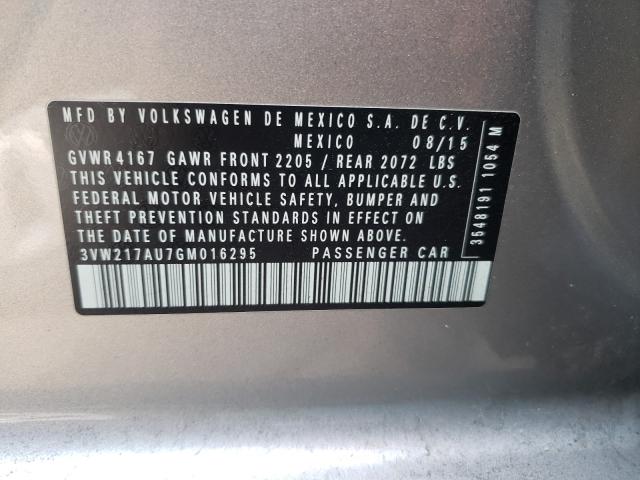 MFD BY VOLKSWAGEN DE MEXICO S.A. DE C.V.
MEXICO 08/15
GVWR 4167 GAWR FRONT 2205 / REAR 2072 LBS
THIS VEHICLE CONFORMS TO ALL APPLICABLE U.S.
FEDERAL MOTOR VEHICLE SAFETY, BUMPER AND
THEFT PREVENTION STANDARDS IN EFFECT ON
THE DATE OF MANUFACTURE SHOWN ABOVE.
3VW217AU7GM016295 PASSENGER CAR
3548191 1054 M